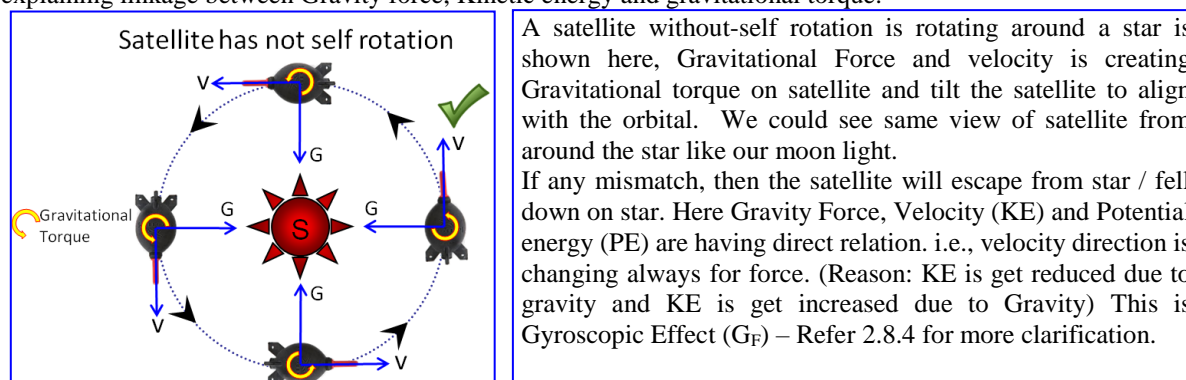 explaining linkage between Gravity force, Kinetic energy and gravitational torque.
Satellite has not self rotation
V
G
V
G
G
S
Gravitational
Torque
V
G
V
A satellite without-self rotation is rotating around a star is
shown here, Gravitational Force and velocity is creating
Gravitational torque on satellite and tilt the satellite to align
with the orbital. We could see same view of satellite from
around the star like our moon light.
If any mismatch, then the satellite will escape from star / fell
down on star. Here Gravity Force, Velocity (KE) and Potential
energy (PE) are having direct relation. i.e., velocity direction is
changing always for force. (Reason: KE is get reduced due to
gravity and KE is get increased due to Gravity) This is
Gyroscopic Effect (GF) – Refer 2.8.4 for more clarification.